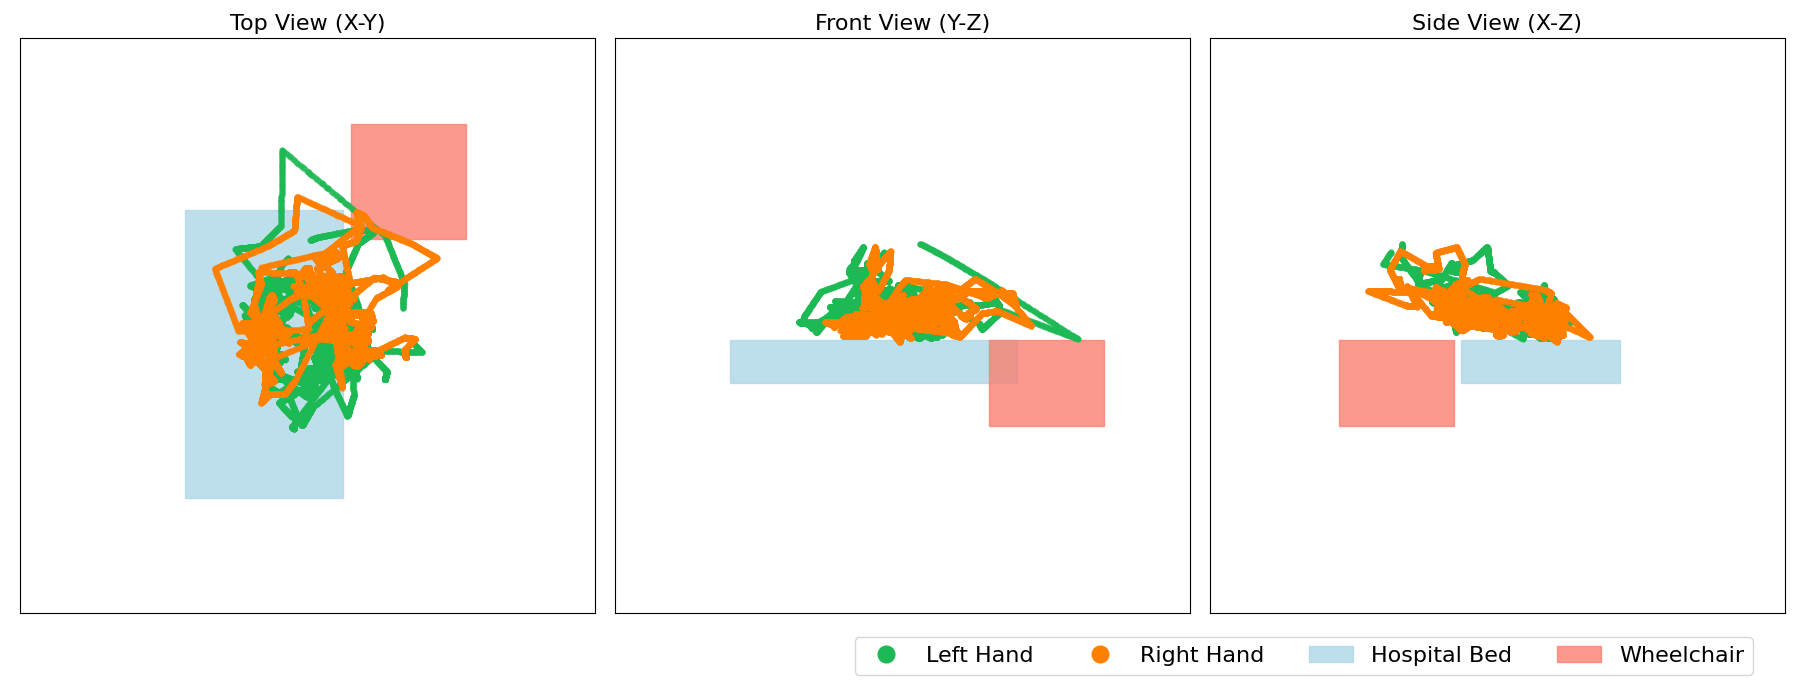 Top View (X-Y)
Front View (Y-Z)
Side View (X-Z)
Left Hand
Right Hand
Hospital Bed
Wheelchair